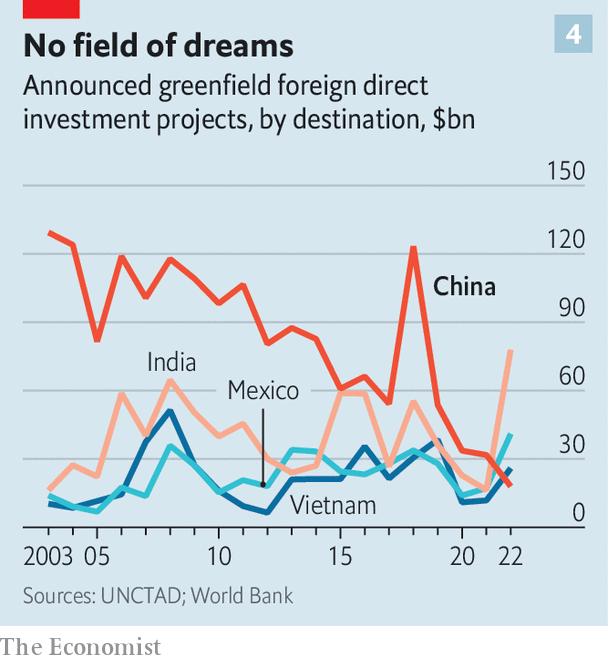 No field of dreams
4
Announced greenfield foreign direct
investment projects, by destination, $bn
150
120
China
90
India
60
Mexico
30
Vietnam
0
2003 05 10 15 20 22
Sources: UNCTAD; World Bank
The Economist